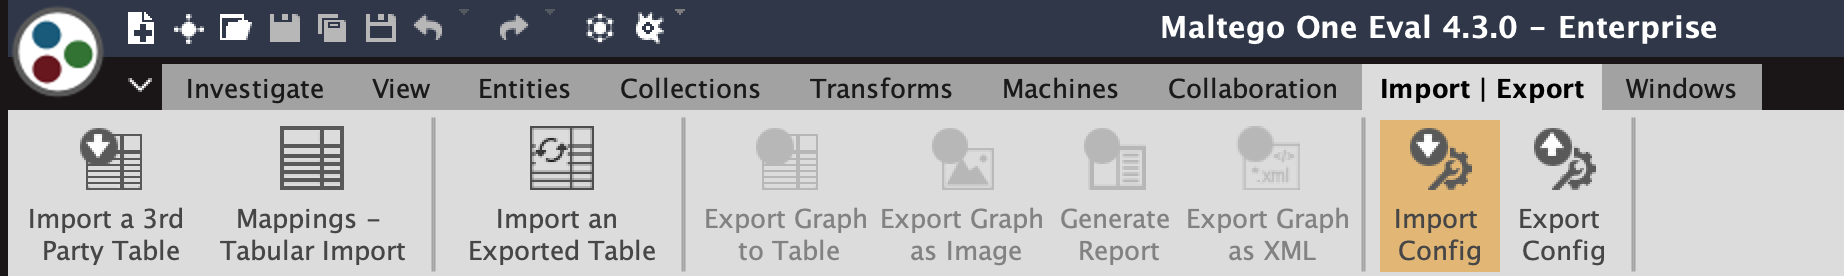 Maltego One Eval 4.3.0 – Enterprise
Investigate View Entities Collections Transforms Machines Collaboration Import | Export Windows
Import a 3rd
Party Table
Mappings –
Tabular Import
Import an
Exported Table
Export Graph
to Table
Export Graph
as Image
Generate
Report
</>
*.xml
Export Graph
as XML
Import
Config
Export
Config